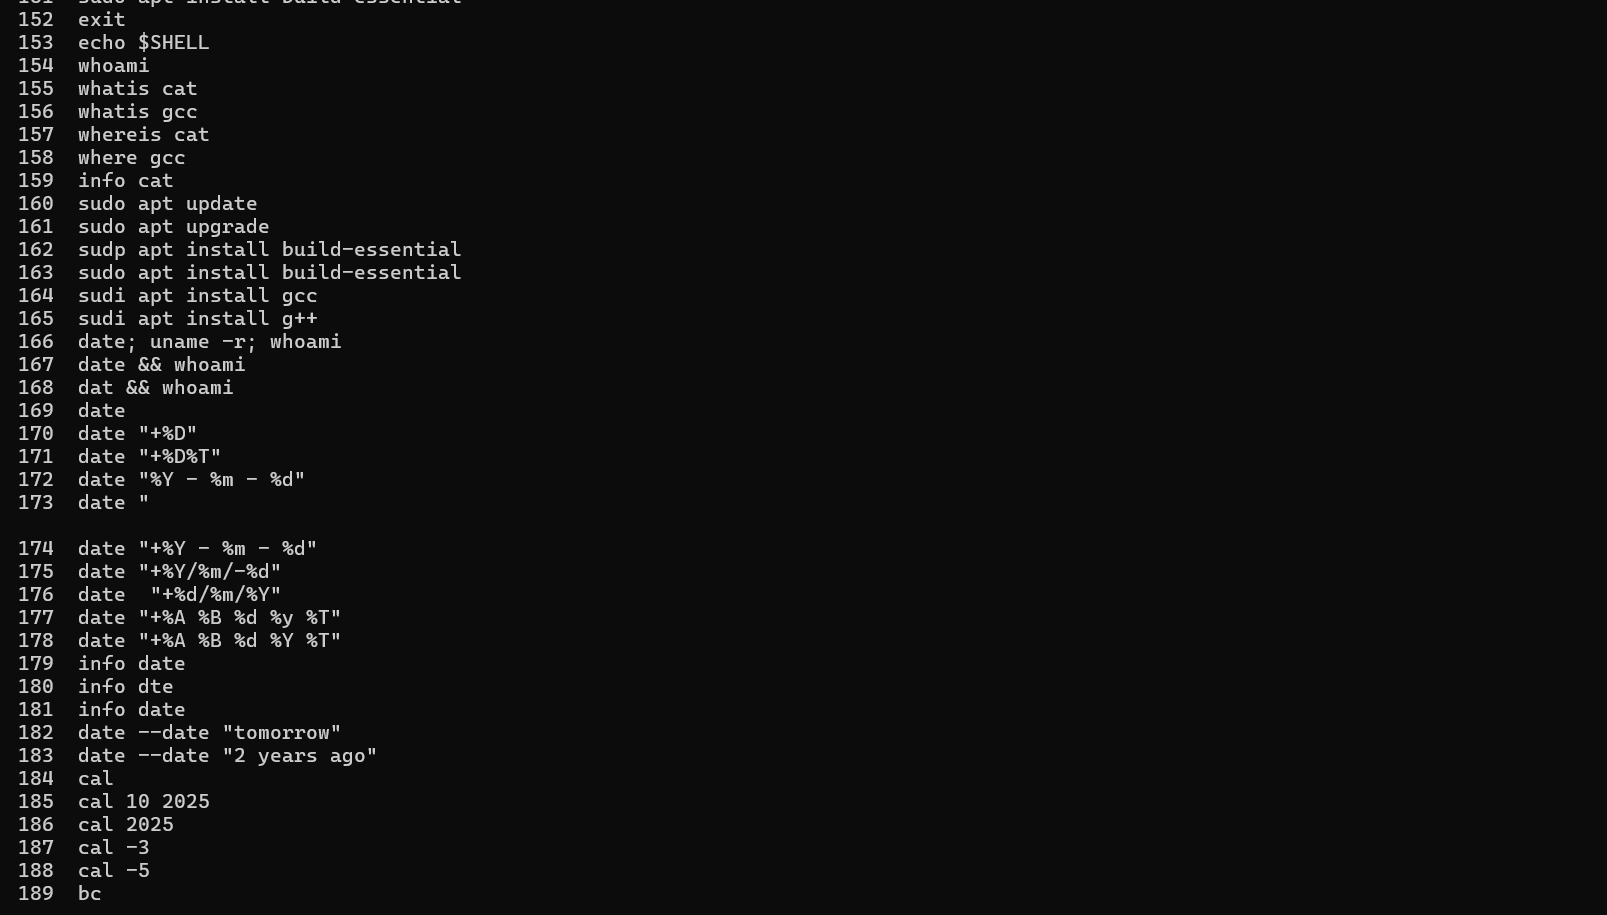 151  sudo apt install build-essential
152  exit
153  echo $SHELL
154  whoami
155  whatis cat
156  whatis gcc
157  whereis cat
158  where gcc
159  info cat
160  sudo apt update
161  sudo apt upgrade
162  sudp apt install build-essential
163  sudo apt install build-essential
164  sudi apt install gcc
165  sudi apt install g++
166  date; uname -r; whoami
167  date && whoami
168  dat && whoami
169  date
170  date "+%D"
171  date "+%D%T"
172  date "%Y - %m - %d"
173  date "
174  date "+%Y - %m - %d"
175  date "+%Y/%m/-%d"
176  date  "+%d/%m/%Y"
177  date "+%A %B %d %y %T"
178  date "+%A %B %d %Y %T"
179  info date
180  info dte
181  info date
182  date --date "tomorrow"
183  date --date "2 years ago"
184  cal
185  cal 10 2025
186  cal 2025
187  cal -3
188  cal -5
189  bc